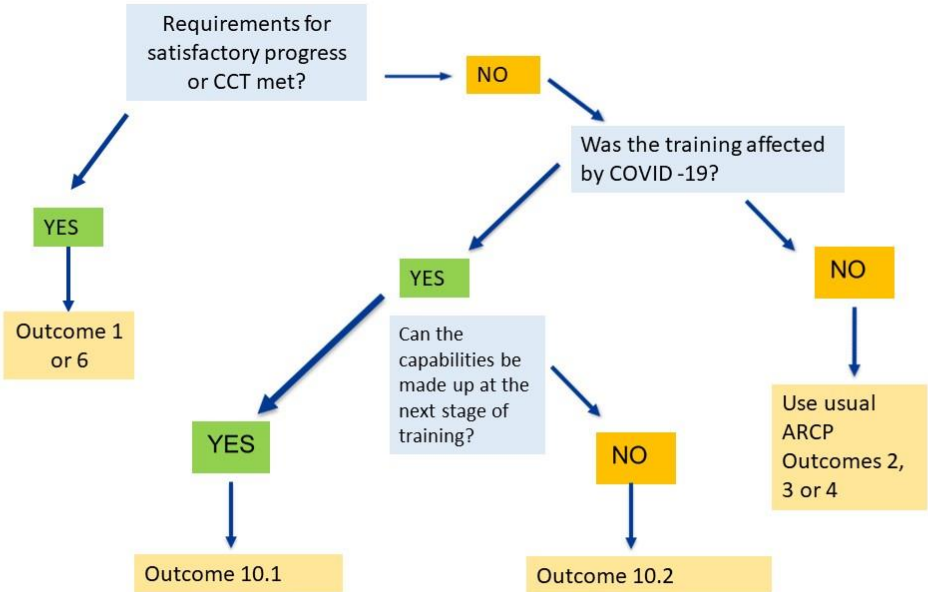 Requirements for
satisfactory progress
or CCT met?
NO
Was the training affected
by COVID -19?
YES
YES
NO
Outcome 1
or 6
Can the
capabilities be
made up at the
next stage of
training?
Use usual
ARCP
Outcomes 2,
3 or 4
YES
NO
Outcome 10.1
Outcome 10.2